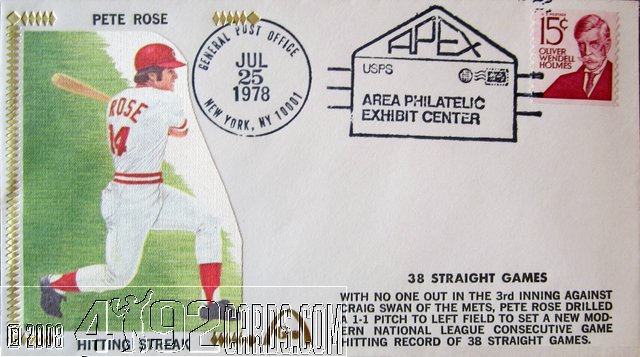 PETE ROSE
ROSE
14
HITTING STREAK
GENERAL POST OFFICE
JUL
25
1978
NEW YORK, NY 10001
APEX
USPS
AREA PHILATELIC
EXHIBIT CENTER
15¢
OLIVER
WENDELL
HOLMES
38 STRAIGHT GAMES
WITH NO ONE OUT IN THE 3rd INNING AGAINST
CRAIG SWAN OF THE METS, PETE ROSE DRILLED
A 1-1 PITCH TO LEFT FIELD TO SET A NEW MOD-
ERN NATIONAL LEAGUE CONSECUTIVE GAME
HITTING RECORD OF 38 STRAIGHT GAMES.
© 2008 4X92CARDS.COM